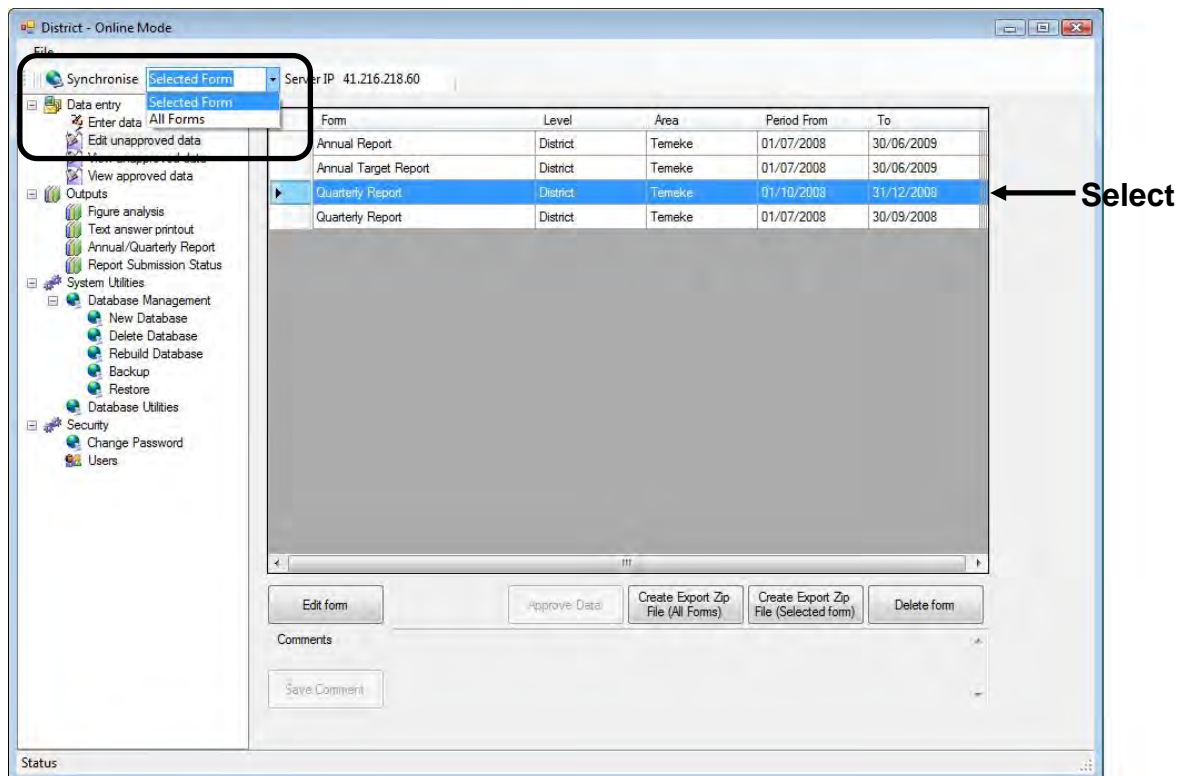 District - Online Mode
File
Synchronise Selected Form Server IP 41.216.218.60
Selected Form
All Forms
Data entry
Enter data
Edit unapproved data
View unapproved data
View approved data
Outputs
Figure analysis
Text answer printout
Annual/Quarterly Report
Report Submission Status
System Utilities
Database Management
New Database
Delete Database
Rebuild Database
Backup
Restore
Database Utilities
Security
Change Password
Users
Form Level Area Period From To
Annual Report District Temeke 01/07/2008 30/06/2009
Annual Target Report District Temeke 01/07/2008 30/06/2009
Quarterly Report District Temeke 01/10/2008 31/12/2008
Quarterly Report District Temeke 01/07/2008 30/09/2008
Select
Edit form
Approve Data
Create Export Zip
File (All Forms)
Create Export Zip
File (Selected form)
Delete form
Comments
Save Comment
Status